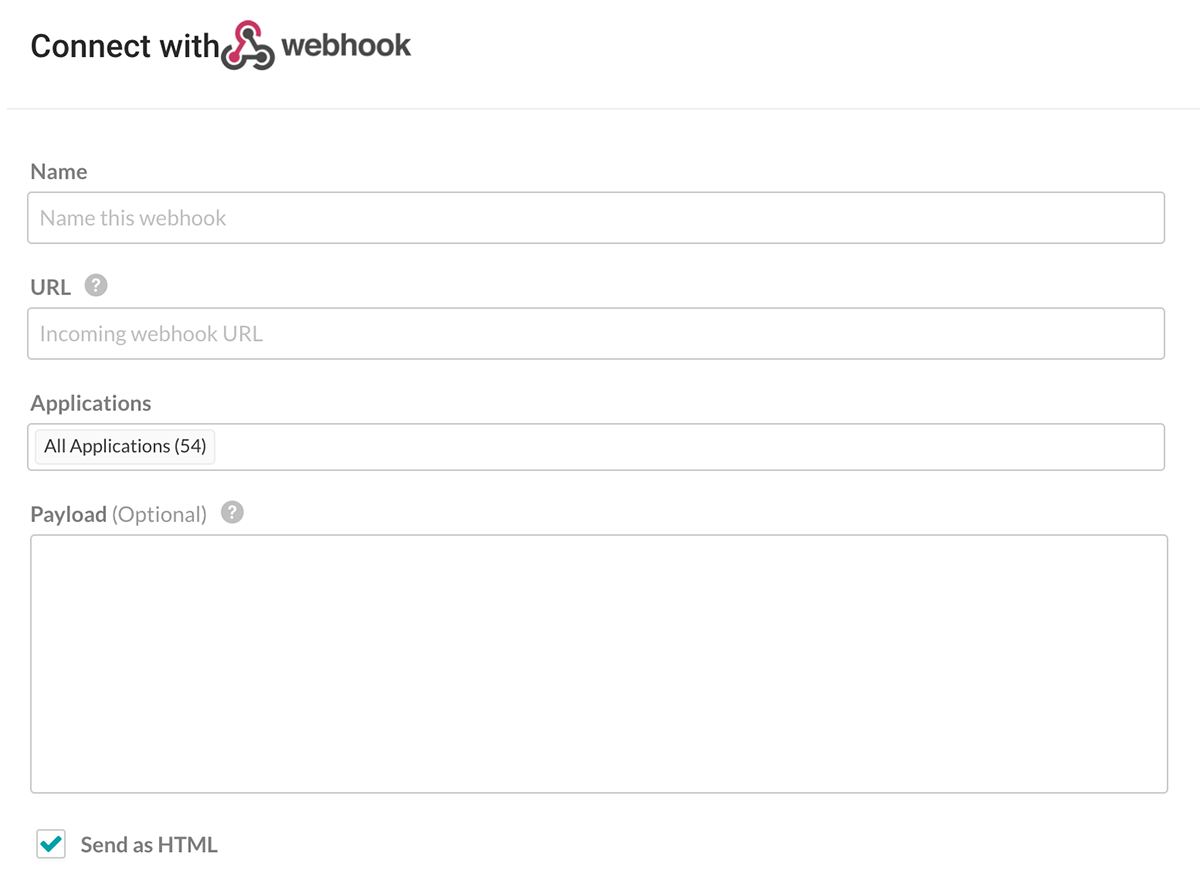 Connect with webhook
Name
Name this webhook
URL ?
Incoming webhook URL
Applications
All Applications (54)
Payload (Optional) ?
Send as HTML